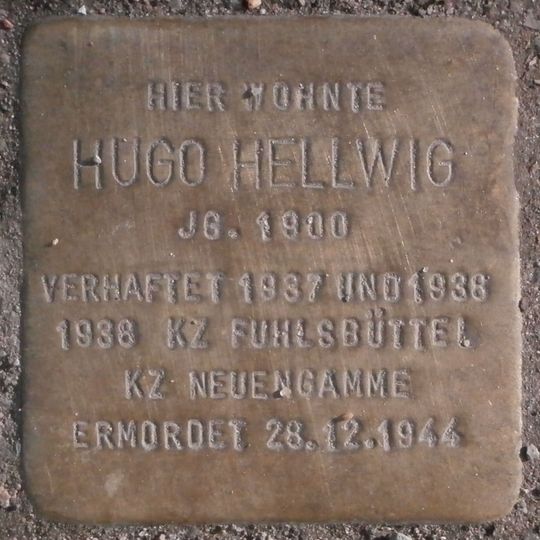 HIER WOHNTE
HUGO HELLWIG
JG. 1900
VERHAFTET 1937 UND 1938
1938 KZ FUHLSBÜTTEL
KZ NEUENGAMME
ERMORDET 28.12.1944